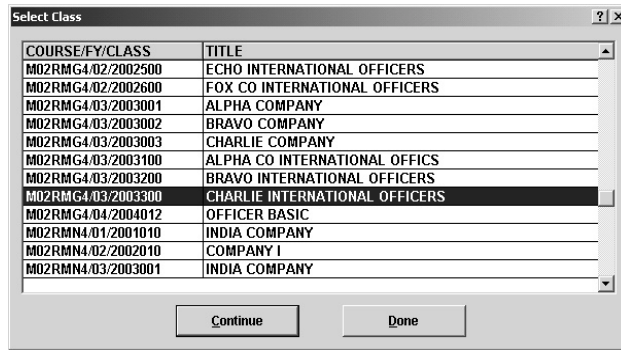 Select Class
COURSE/FY/CLASS TITLE
M02RMG4/02/2002500 ECHO INTERNATIONAL OFFICERS
M02RMG4/02/2002600 FOX CO INTERNATIONAL OFFICERS
M02RMG4/03/2003001 ALPHA COMPANY
M02RMG4/03/2003002 BRAVO COMPANY
M02RMG4/03/2003003 CHARLIE COMPANY
M02RMG4/03/2003100 ALPHA CO INTERNATIONAL OFFICS
M02RMG4/03/2003200 BRAVO INTERNATIONAL OFFICERS
M02RMG4/03/2003300 CHARLIE INTERNATIONAL OFFICERS
M02RMG4/04/2004012 OFFICER BASIC
M02RMN4/01/2001010 INDIA COMPANY
M02RMN4/02/2002010 COMPANY I
M02RMN4/03/2003001 INDIA COMPANY
Continue Done